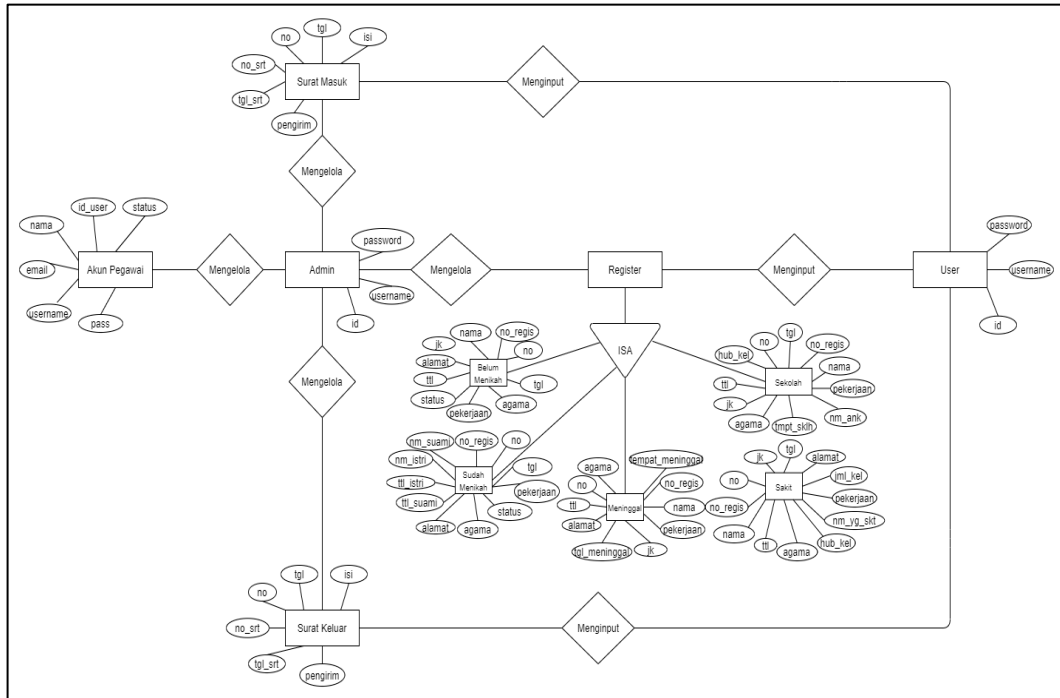 tgl
no
isi
no_srt
Surat Masuk
tgl_srt
pengirim
Menginput
Mengelola
id_user
status
nama
email
Akun Pegawai
username
pass
Mengelola
password
Admin
username
id
Mengelola
Register
Menginput
password
User
username
id
Mengelola
ISA
nama
no_regis
jk
no
alamat
Belum
Menikah
ttl
tgl
status
agama
pekerjaan
tgl
no
no_regis
hub_kel
nama
ttl
Sekolah
pekerjaan
jk
nm_ank
agama
tmpt_sklh
nm_suami
no_regis
no
nm_istri
tgl
ttl_istri
Sudah
Menikah
pekerjaan
ttl_suami
status
alamat
agama
tempat_meninggal
agama
no
no_regis
ttl
Meninggal
nama
alamat
pekerjaan
tgl_meninggal
jk
tgl
jk
alamat
no
Sakit
jml_kel
pekerjaan
no_regis
nm_yg_skt
nama
hub_kel
ttl
agama
tgl
isi
no
no_srt
Surat Keluar
tgl_srt
pengirim
Menginput